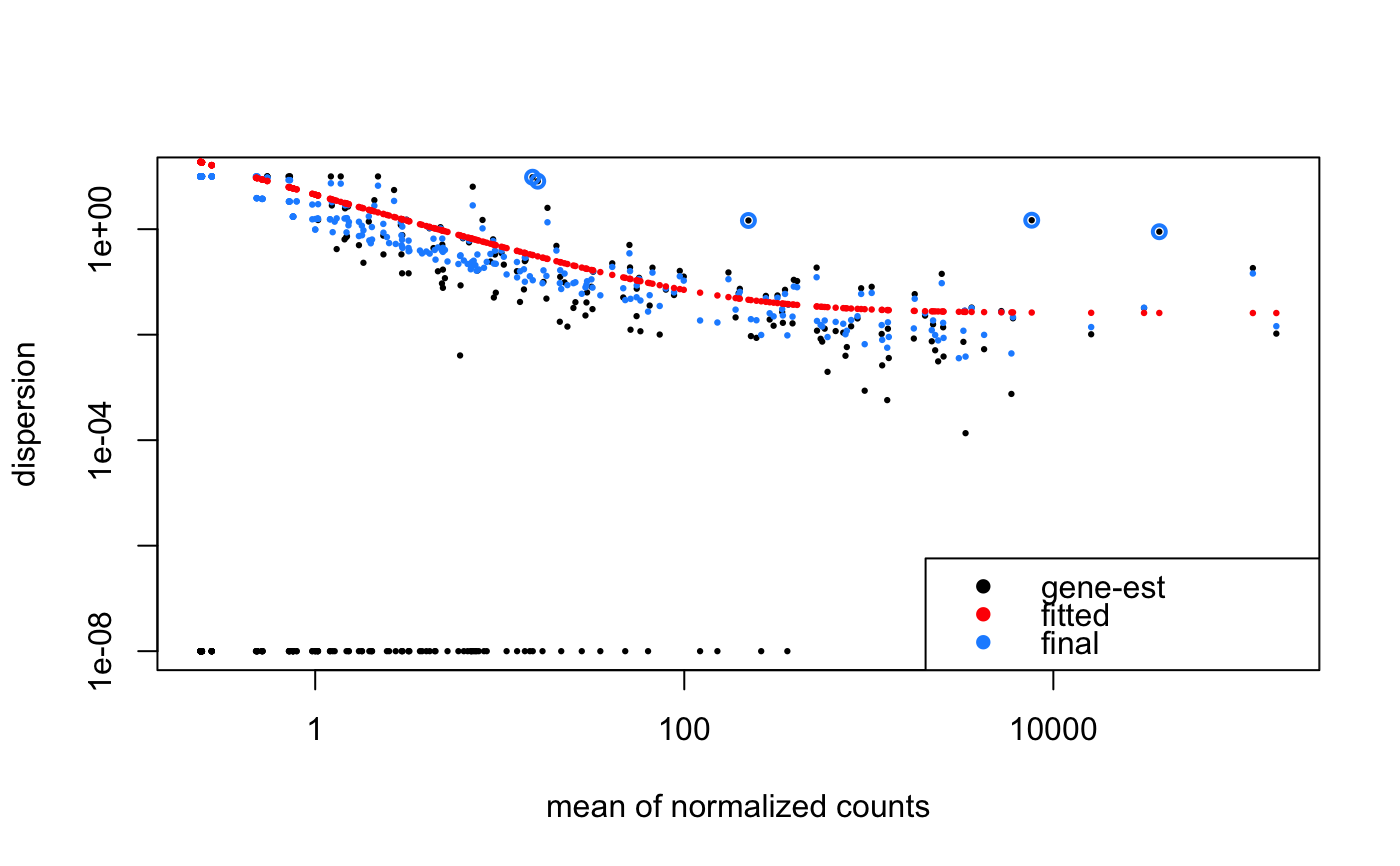 dispersion
1e+00
1e-04
1e-08
gene-est
fitted
final
1
100
10000
mean of normalized counts